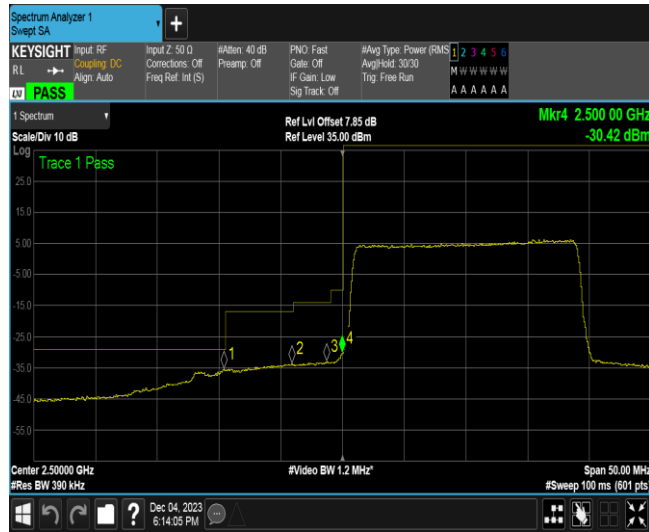 Spectrum Analyzer 1
Swept SA
KEYSIGHT Input: RF Input Z: 50 Ω #Atten: 40 dB PNO: Fast #Avg Type: Power (RMS 1 2 3 4 5 6
RL Coupling: DC Corrections: Off Preamp: Off Gate: Off Avg|Hold: 30/30 M W W W W W
Align: Auto Freq Ref: Int (S) IF Gain: Low Trig: Free Run
LXI PASS Sig Track: Off A A A A A A
1 Spectrum Ref Lvl Offset 7.85 dB Mkr4 2.500 00 GHz
Scale/Div 10 dB Ref Level 35.00 dBm -30.42 dBm
Log
Trace 1 Pass
25.0
15.0
5.00
-5.00
-15.0
-25.0
1 2 3 4
-35.0
-45.0
-55.0
Center 2.50000 GHz #Video BW 1.2 MHz* Span 50.00 MHz
#Res BW 390 kHz #Sweep 100 ms (601 pts)
? Dec 04, 2023
6:14:05 PM